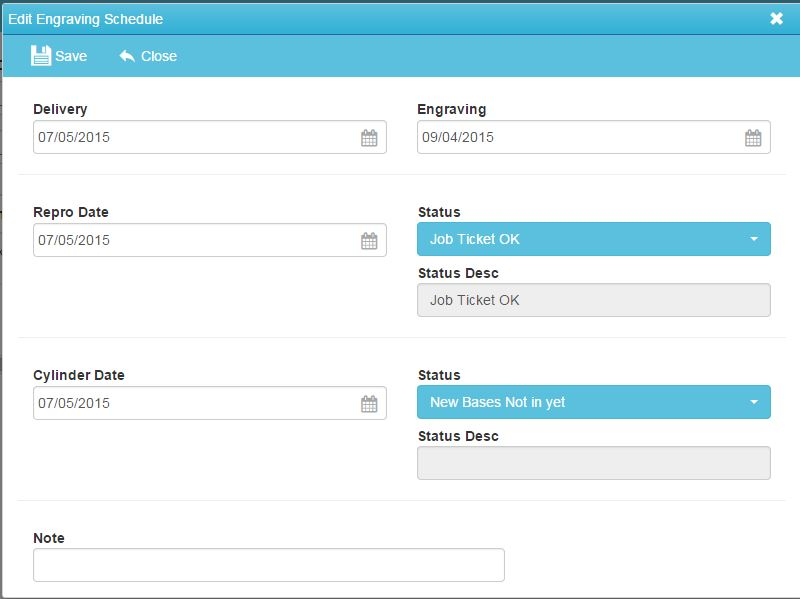 Edit Engraving Schedule
Save Close
Delivery Engraving
07/05/2015 09/04/2015
Repro Date Status
07/05/2015 Job Ticket OK
Status Desc
Job Ticket OK
Cylinder Date Status
07/05/2015 New Bases Not in yet
Status Desc
Note